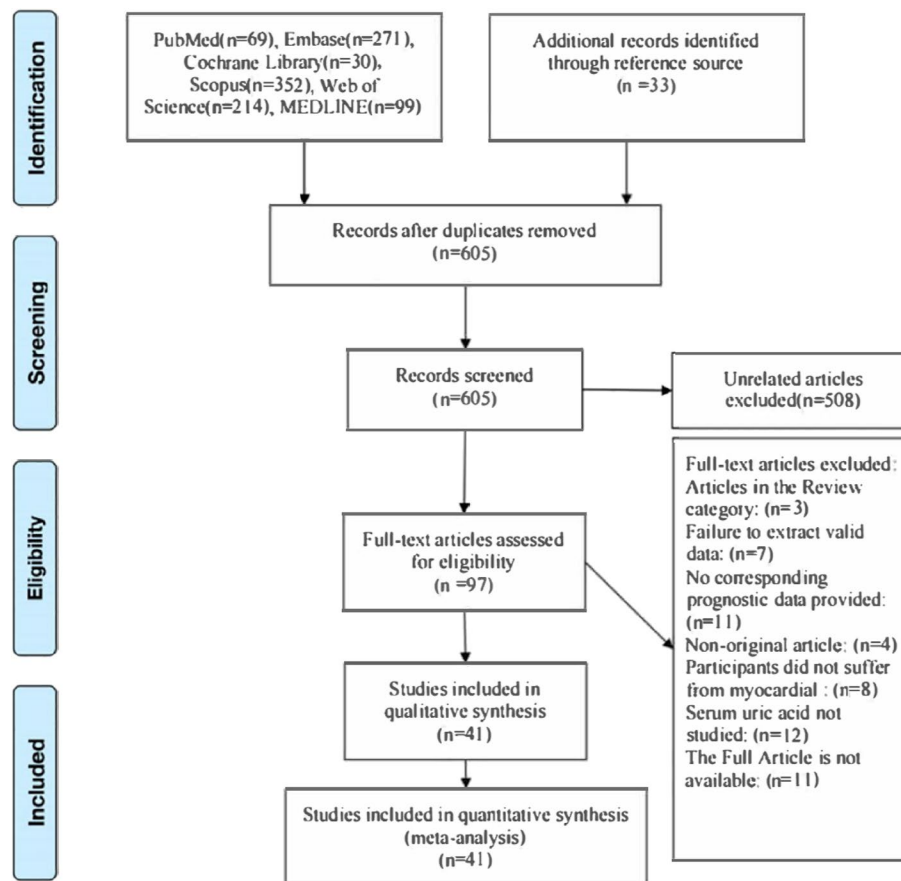 Identification
PubMed(n=69), Embase(n=271),
Cochrane Library(n=30),
Scopus(n=352), Web of
Science(n=214), MEDLINE(n=99)
Additional records identified
through reference source
(n =33)
Records after duplicates removed
(n=605)
Screening
Records screened
(n=605)
Unrelated articles
excluded(n=508)
Eligibility
Full-text articles assessed
for eligibility
(n =97)
Full-text articles excluded:
Articles in the Review
category: (n=3)
Failure to extract valid
data: (n=7)
No corresponding
prognostic data provided:
(n=11)
Non-original article: (n=4)
Participants did not suffer
from myocardial : (n=8)
Serum uric acid not
studied: (n=12)
The Full Article is not
available: (n=11)
Included
Studies included in
qualitative synthesis
(n=41)
Studies included in quantitative synthesis
(meta-analysis)
(n=41)